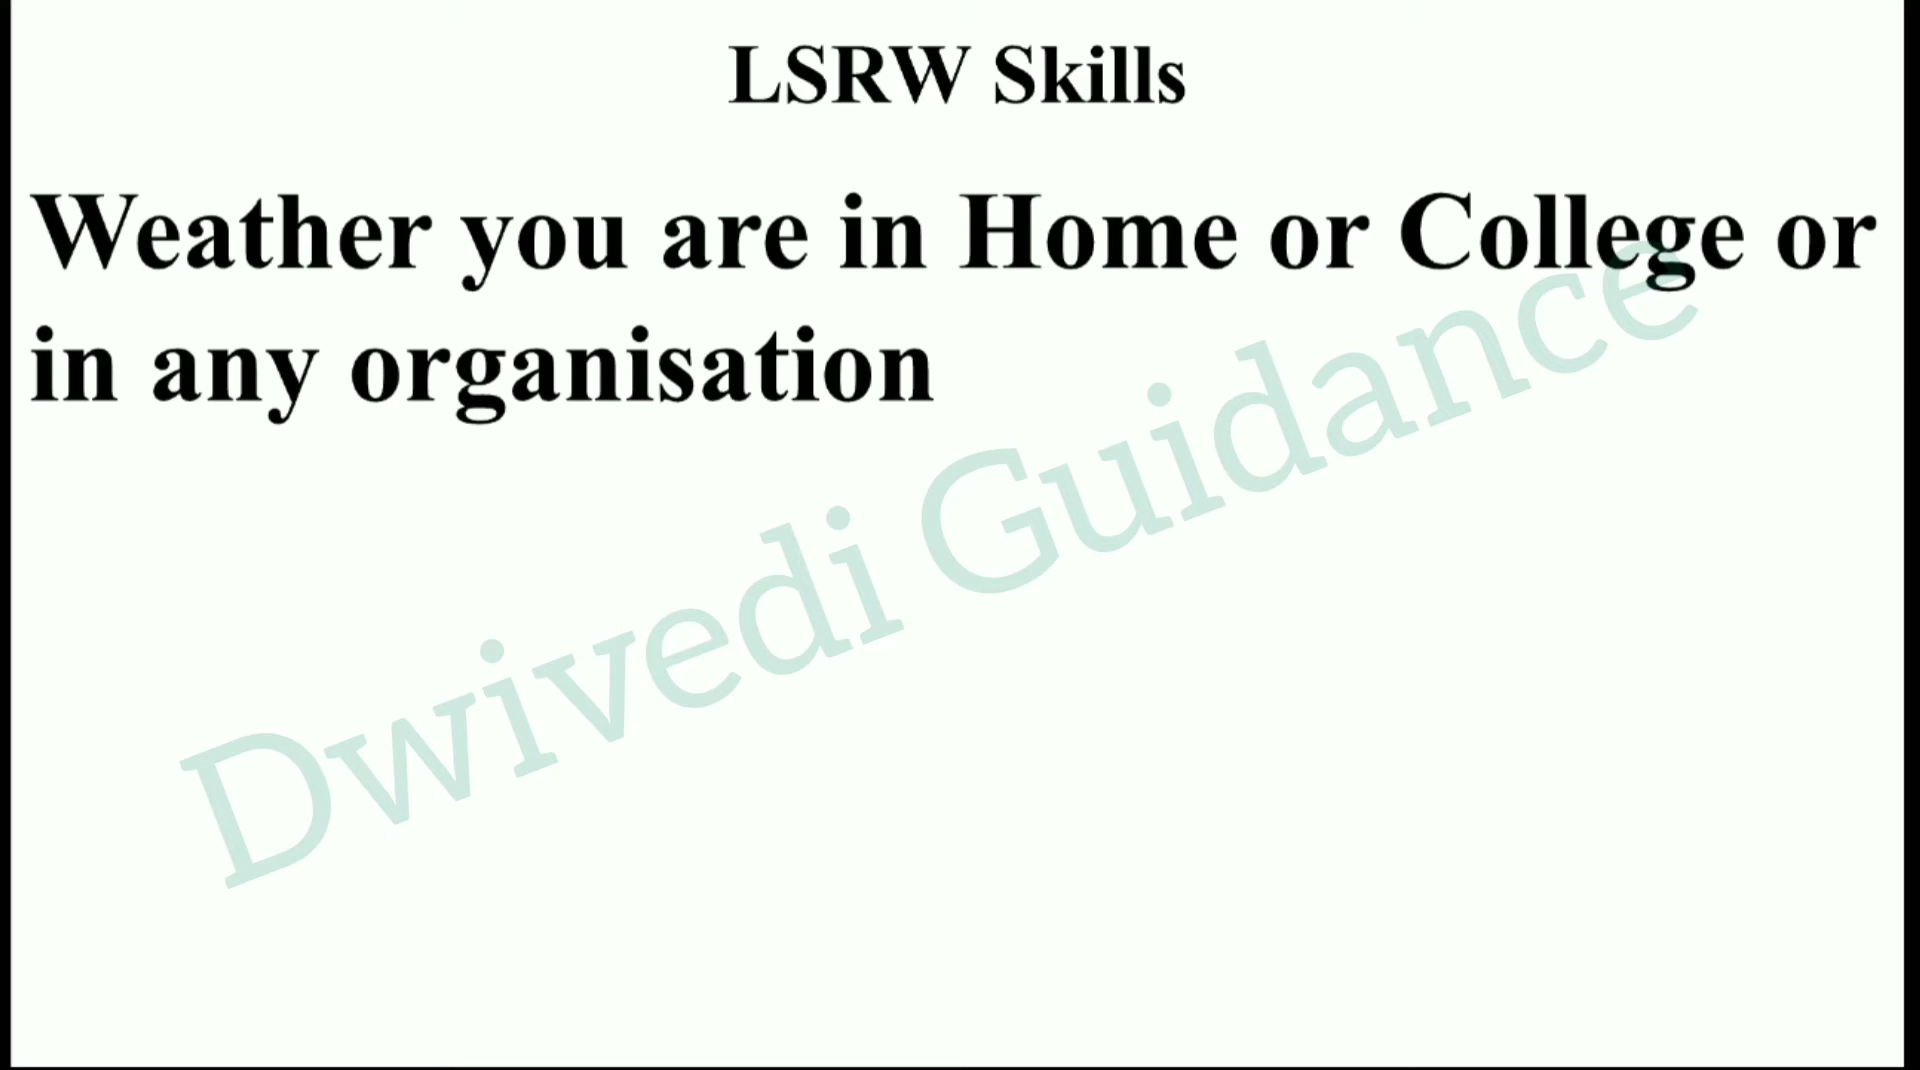 LSRW Skills
Weather you are in Home or College or
in any organisation
Dwivedi Guidance